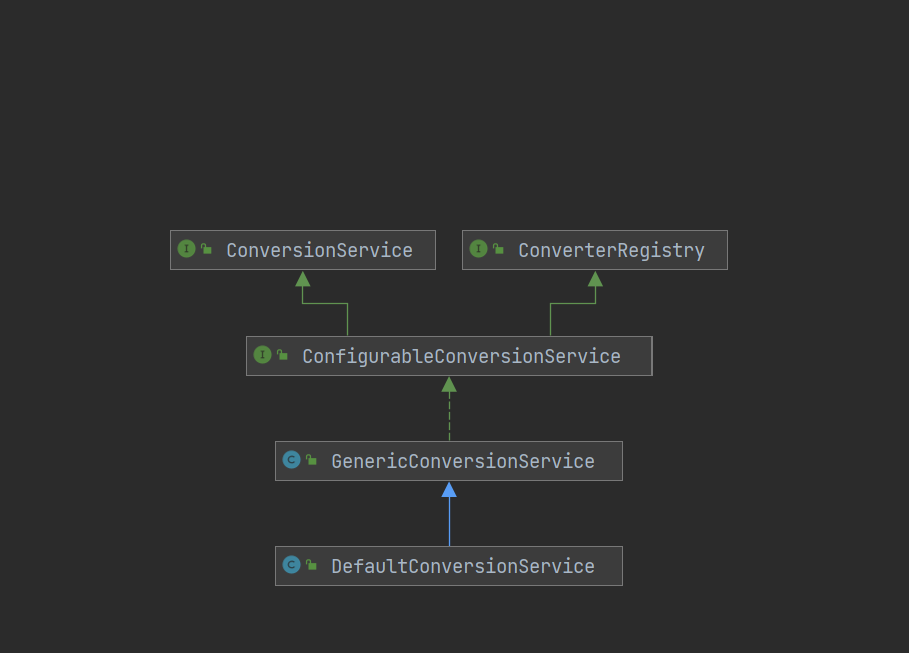 I ConversionService
I ConverterRegistry
I ConfigurableConversionService
C GenericConversionService
C DefaultConversionService